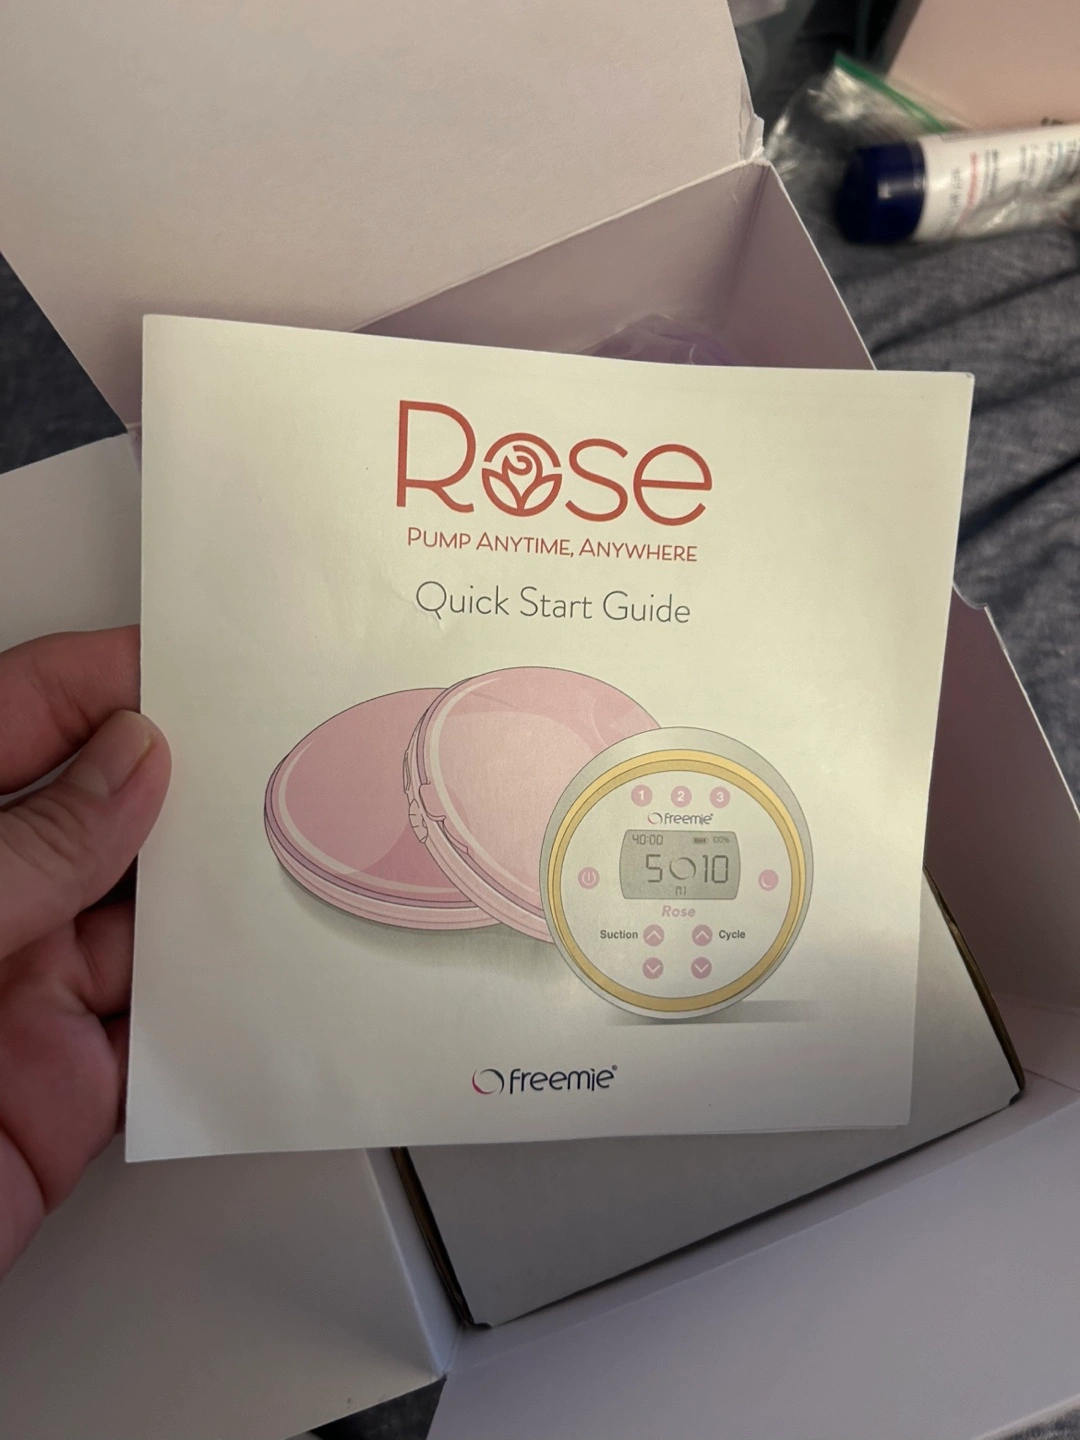 Rose
PUMP ANYTIME, ANYWHERE
Quick Start Guide
1 2 3
freemie®
40:00 100%
5 10
M1
Rose
Suction Cycle
freemie®